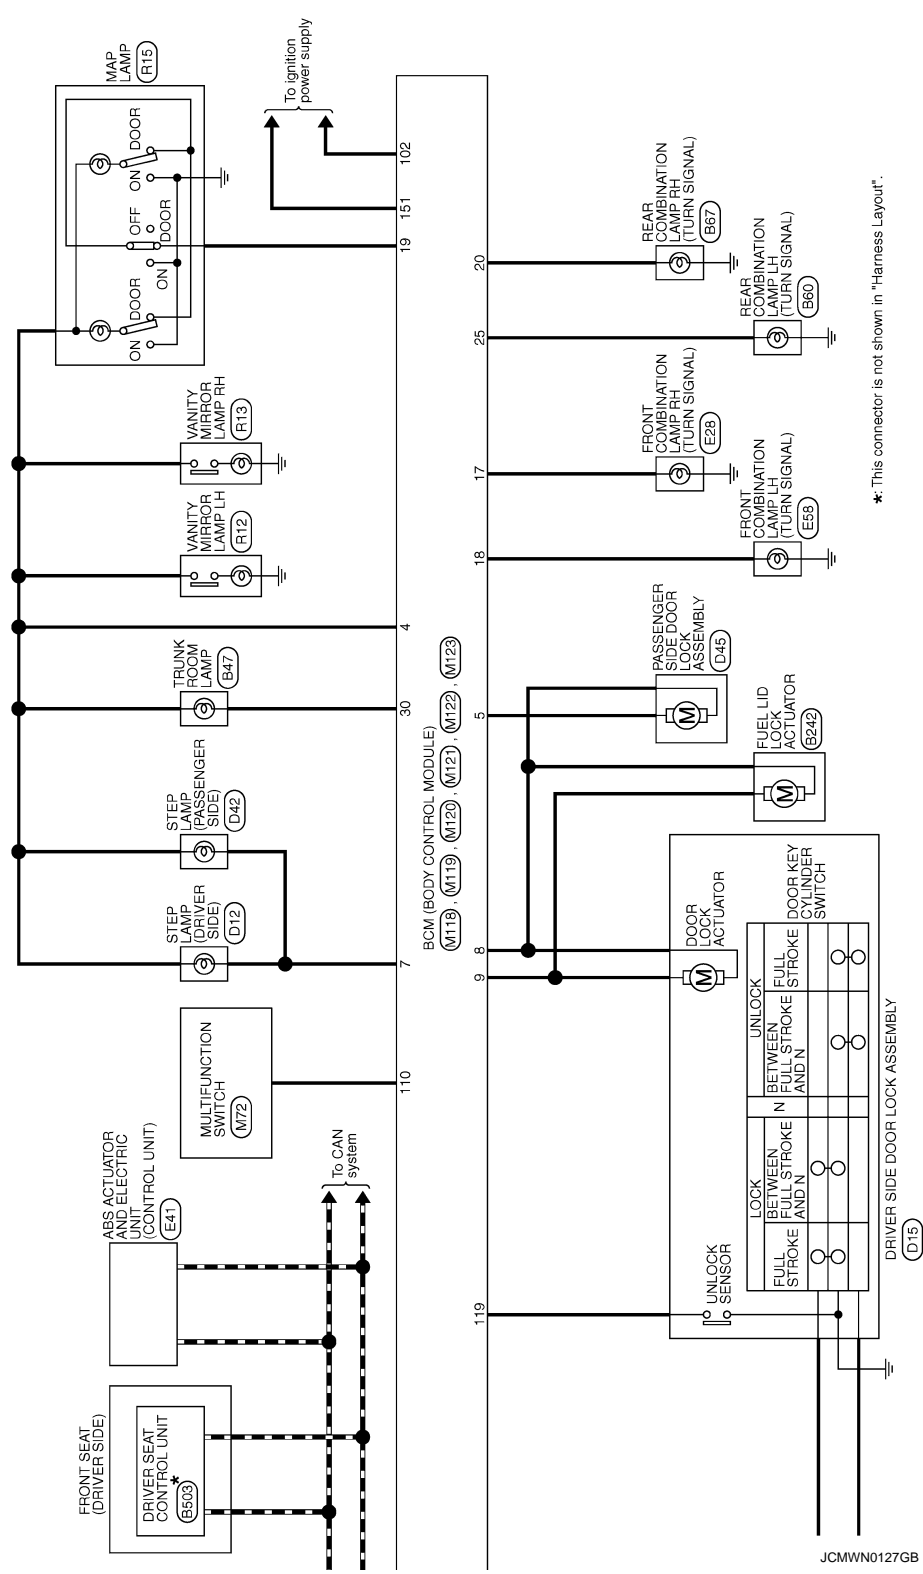 MAP
LAMP
R15
DOOR
ON
OFF
DOOR
ON
DOOR
ON
To ignition
power supply
102
151
19
VANITY
MIRROR
LAMP RH
R13
VANITY
MIRROR
LAMP LH
R12
4
TRUNK
ROOM
LAMP
B47
30
STEP
LAMP
(PASSENGER
SIDE)
D42
STEP
LAMP
(DRIVER
SIDE)
D12
7
MULTIFUNCTION
SWITCH
M72
110
ABS ACTUATOR
AND ELECTRIC
UNIT
(CONTROL UNIT)
E41
To CAN
system
FRONT SEAT
(DRIVER SIDE)
DRIVER SEAT
CONTROL UNIT
*
B503
BCM (BODY CONTROL MODULE)
M118 , M119 , M120 , M121 , M122 , M123
20
REAR
COMBINATION
LAMP RH
(TURN SIGNAL)
B67
25
REAR
COMBINATION
LAMP LH
(TURN SIGNAL)
B60
17
FRONT
COMBINATION
LAMP RH
(TURN SIGNAL)
E28
18
FRONT
COMBINATION
LAMP LH
(TURN SIGNAL)
E58
5
PASSENGER
SIDE DOOR
LOCK
ASSEMBLY
D45
M
FUEL LID
LOCK
ACTUATOR
B242
M
8
9
DOOR
LOCK
ACTUATOR
M
DOOR KEY
CYLINDER
SWITCH
UNLOCK
FULL
STROKE
BETWEEN
FULL STROKE
AND N
N
LOCK
BETWEEN
FULL STROKE
AND N
FULL
STROKE
119
UNLOCK
SENSOR
DRIVER SIDE DOOR LOCK ASSEMBLY
D15
*: This connector is not shown in "Harness Layout".
JCMWN0127GB